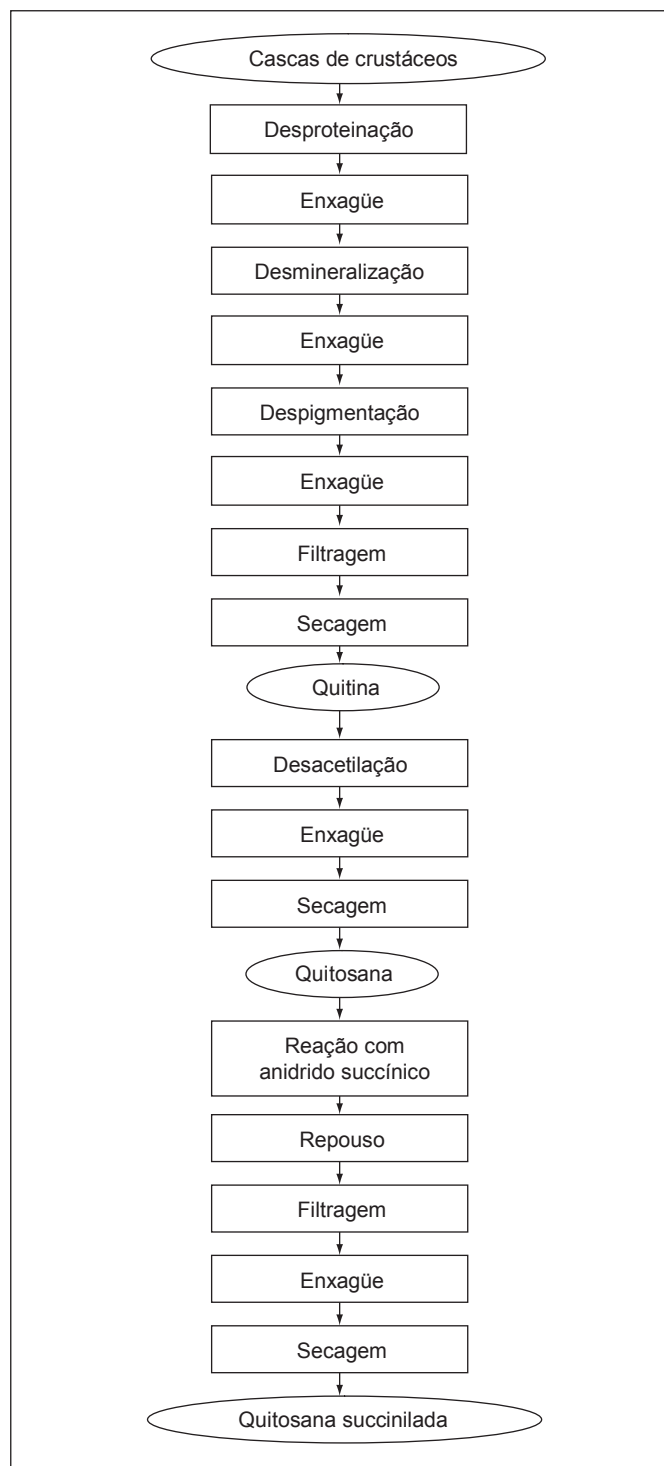 Cascas de crustáceos
Desproteinação
Enxagüe
Desmineralização
Enxagüe
Despigmentação
Enxagüe
Filtragem
Secagem
Quitina
Desacetilação
Enxagüe
Secagem
Quitosana
Reação com
anidrido succínico
Repouso
Filtragem
Enxagüe
Secagem
Quitosana succinilada